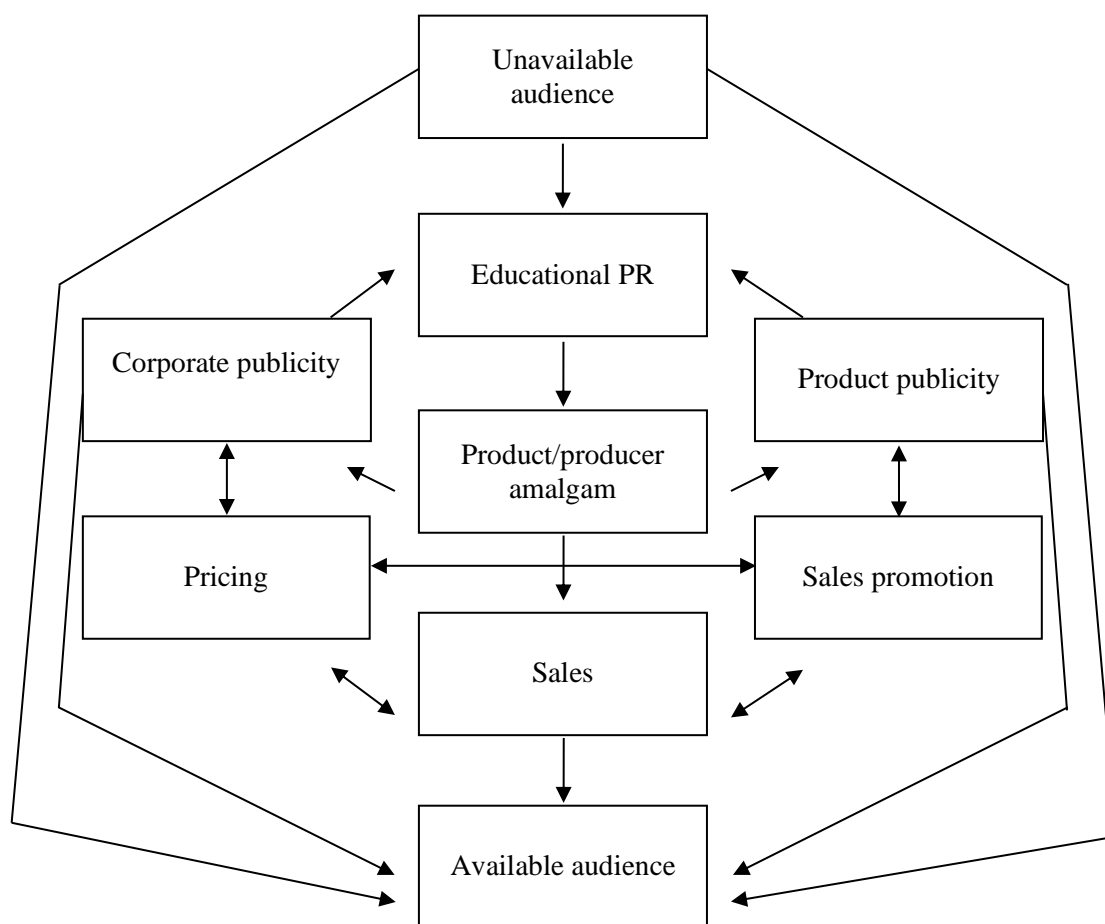 Unavailable
audience
Educational PR
Corporate publicity
Product publicity
Product/producer
amalgam
Pricing
Sales promotion
Sales
Available audience